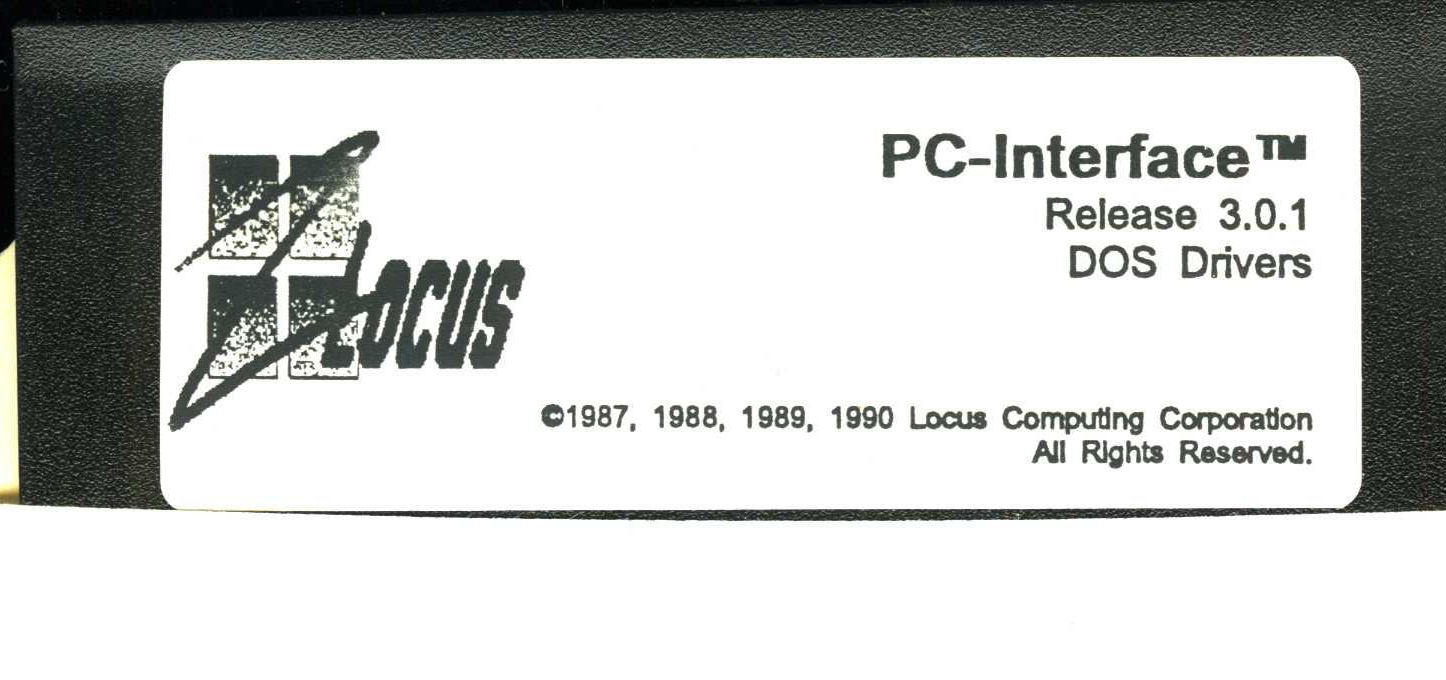 LOCUS
PC-Interface™
Release 3.0.1
DOS Drivers
©1987, 1988, 1989, 1990 Locus Computing Corporation
All Rights Reserved.